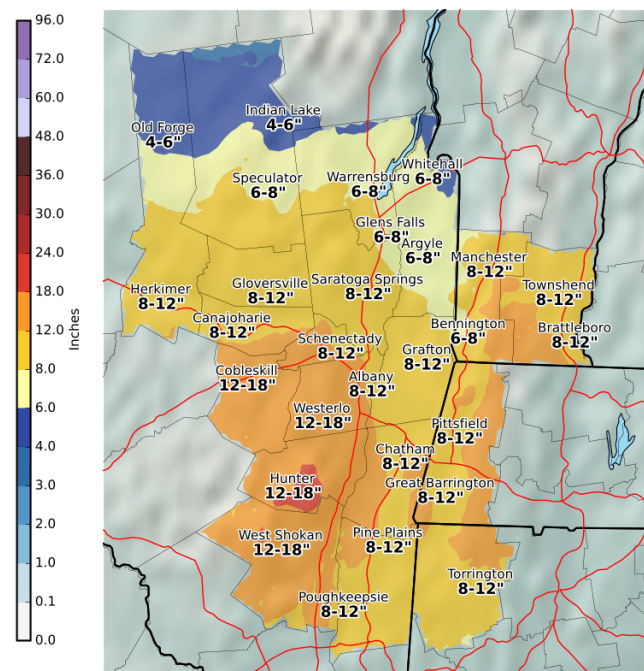 96.0
72.0
60.0
48.0
36.0
30.0
24.0
18.0
12.0
8.0
6.0
4.0
3.0
2.0
1.0
0.1
0.0
Inches
Old Forge
4-6"
Indian Lake
4-6"
Speculator
6-8"
Warrensburg
6-8"
Whitehall
6-8"
Glens Falls
6-8"
Argyle
6-8"
Manchester
8-12"
Herkimer
8-12"
Gloversville
8-12"
Saratoga Springs
8-12"
Townshend
8-12"
Canajoharie
8-12"
Schenectady
8-12"
Bennington
6-8"
Brattleboro
8-12"
Grafton
8-12"
Cobleskill
12-18"
Albany
8-12"
Westerlo
12-18"
Pittsfield
8-12"
Chatham
8-12"
Hunter
12-18"
Great Barrington
8-12"
West Shokan
12-18"
Pine Plains
8-12"
Torrington
8-12"
Poughkeepsie
8-12"